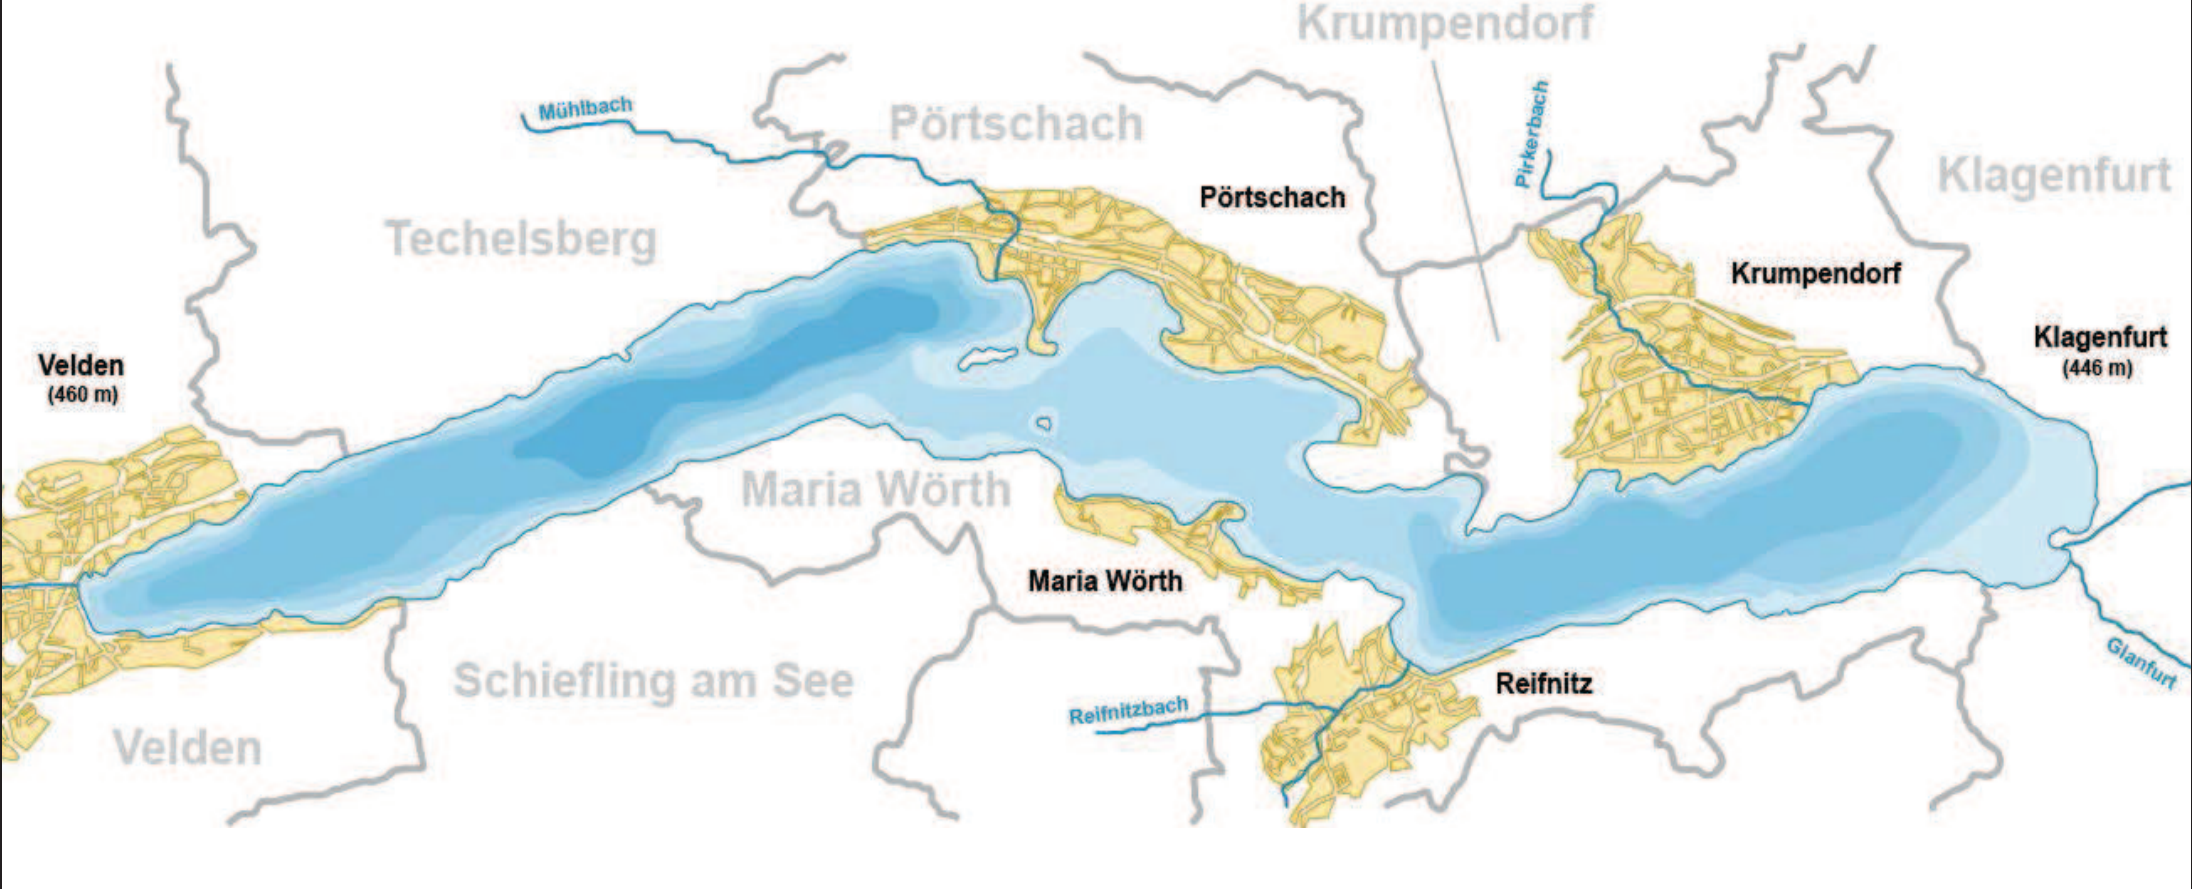 Krumpendorf
Mühlbach
Pörtschach
Pirkerbach
Klagenfurt
Pörtschach
Techelsberg
Krumpendorf
Velden
(460 m)
Klagenfurt
(446 m)
Maria Wörth
Maria Wörth
Schiefling am See
Reifnitz
Reifnitzbach
Glanfurt
Velden